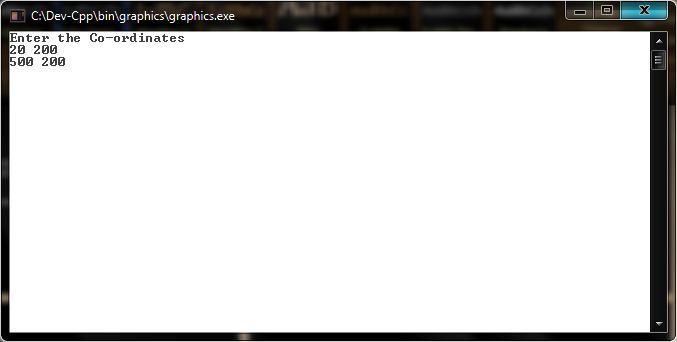 C:\Dev-Cpp\bin\graphics\graphics.exe
Enter the Co-ordinates
20 200
500 200